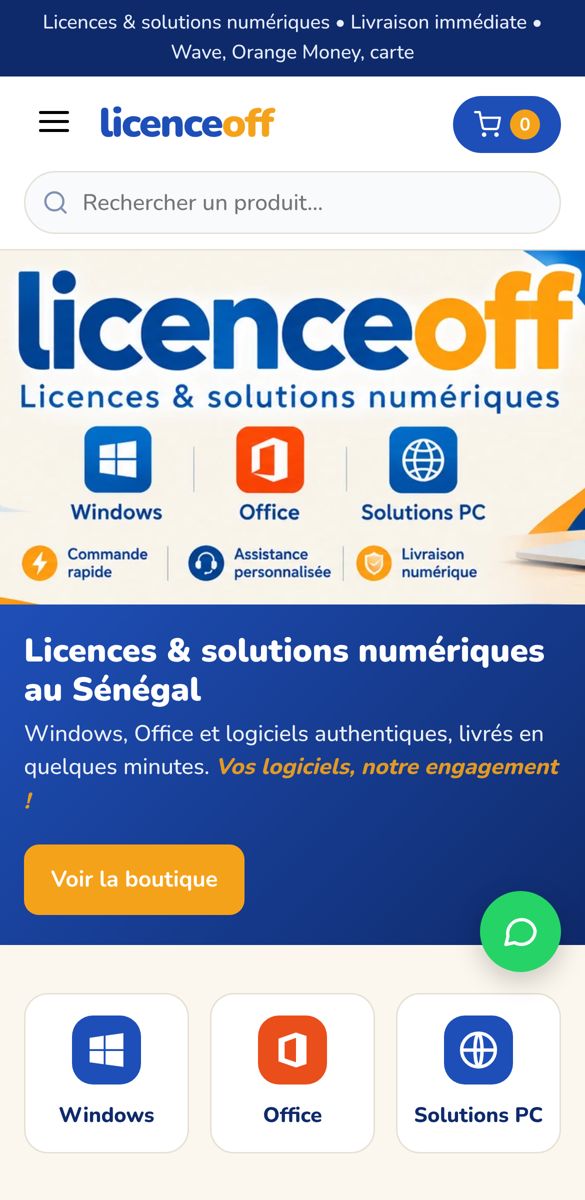 Licences & solutions numériques ● Livraison immédiate ●
Wave, Orange Money, carte
licenceoff
0
Rechercher un produit...
licenceoff
Licences & solutions numériques
Windows
Office
Solutions PC
Commande
rapide
Assistance
personnalisée
Livraison
numérique
Licences & solutions numériques
au Sénégal
Windows, Office et logiciels authentiques, livrés en
quelques minutes. Vos logiciels, notre engagement
!
Voir la boutique
Windows
Office
Solutions PC